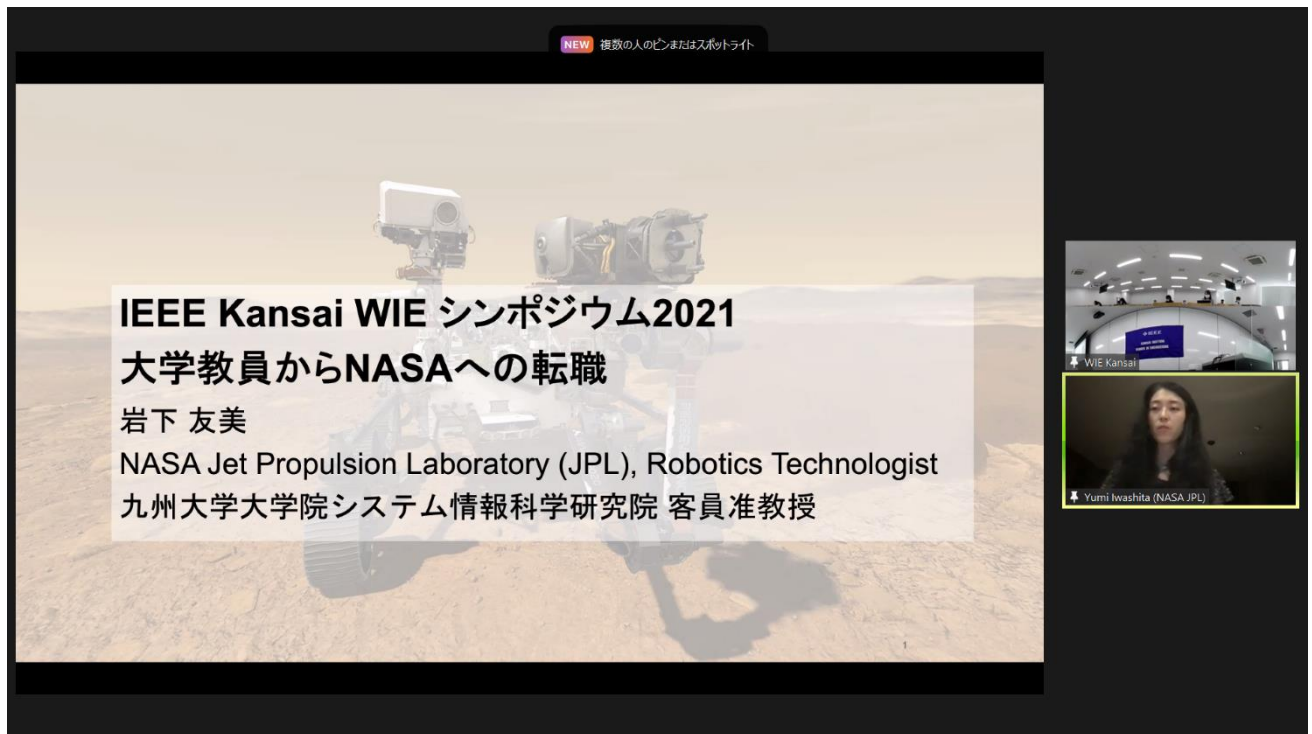 NEW 複数の人のピンまたはスポットライト
IEEE Kansai WIE シンポジウム2021
大学教員からNASAへの転職
岩下 友美
NASA Jet Propulsion Laboratory (JPL), Robotics Technologist
九州大学大学院システム情報科学研究院 客員准教授
1
WIE Kansai
Yumi Iwashita (NASA JPL)